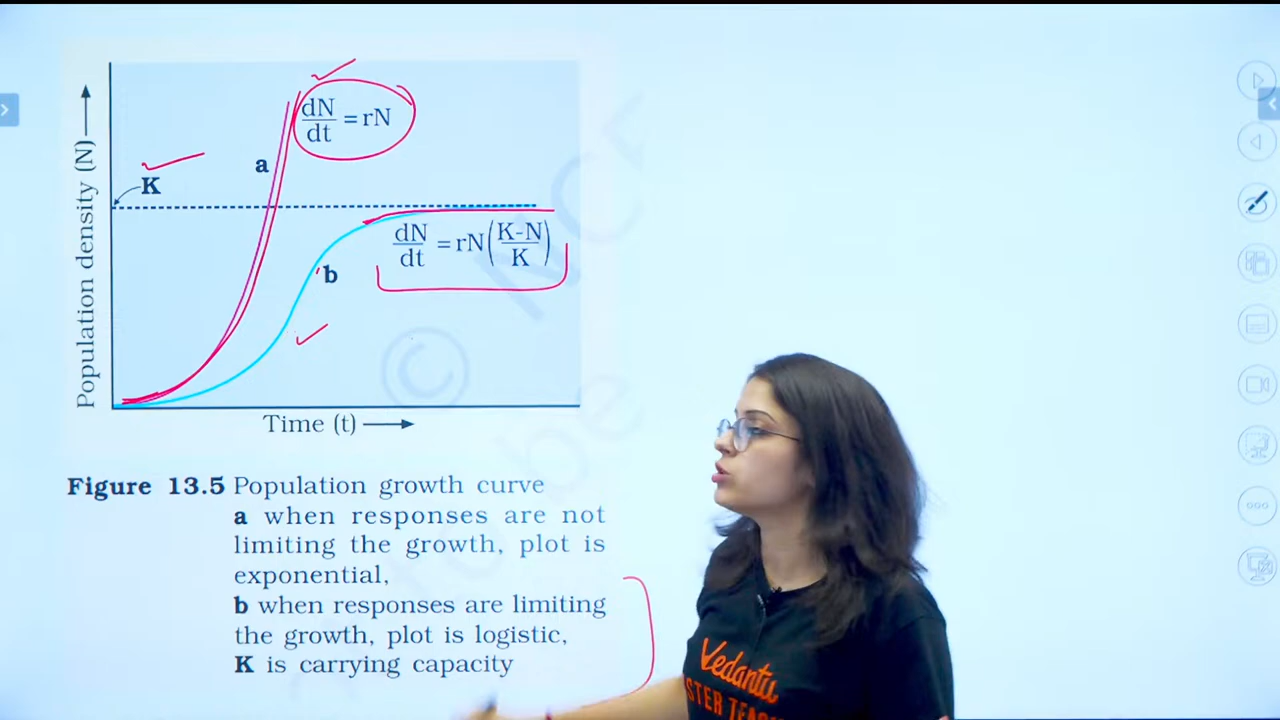 dN/dt = rN
a
K
dN/dt = rN(K-N/K)
b
Population density (N)
Time (t)
Figure 13.5 Population growth curve
a when responses are not
limiting the growth, plot is
exponential,
b when responses are limiting
the growth, plot is logistic,
K is carrying capacity
Vedantu